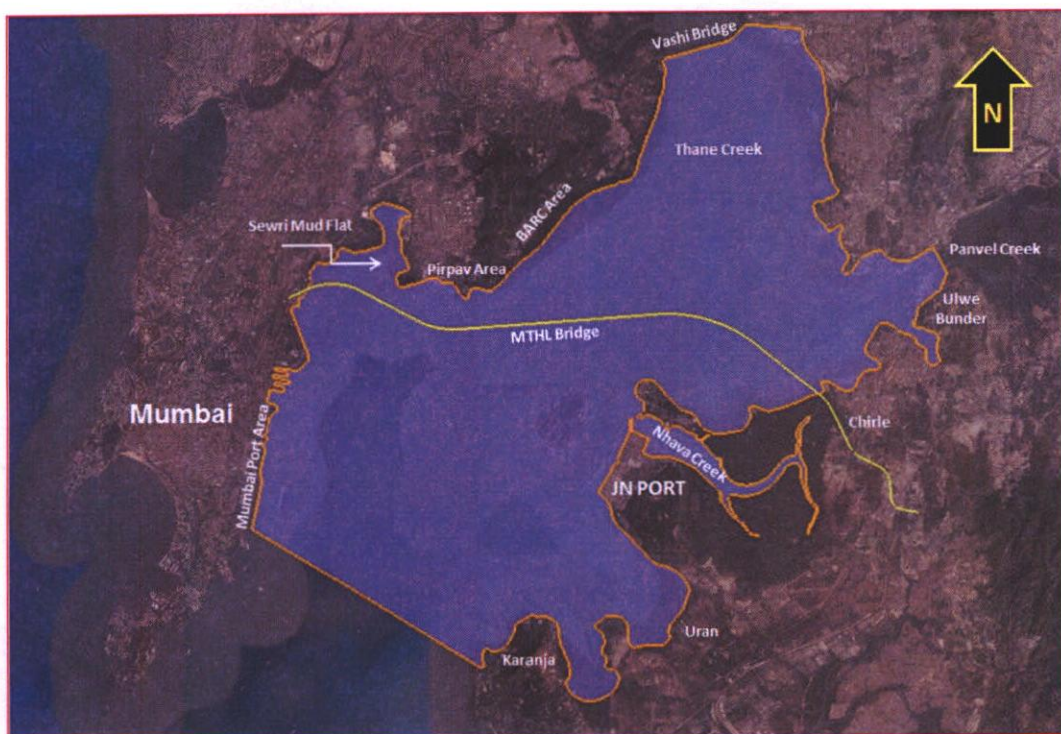 Vashi Bridge
N
Thane Creek
BARC Area
Sewri Mud Flat
Pirpav Area
Panvel Creek
Ulwe
Bunder
MTHL Bridge
Mumbai
Chirle
Mumbai Port Area
Nhava Creek
JN PORT
Uran
Karanja